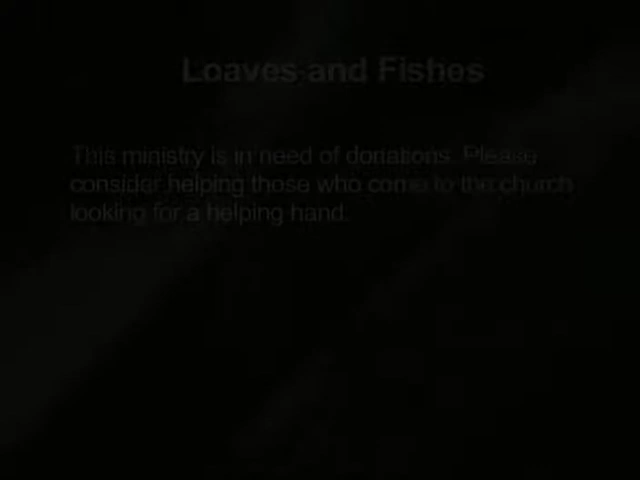 Loaves and Fishes
This ministry is in need of donations. Please
consider helping those who come to the church
looking for a helping hand.